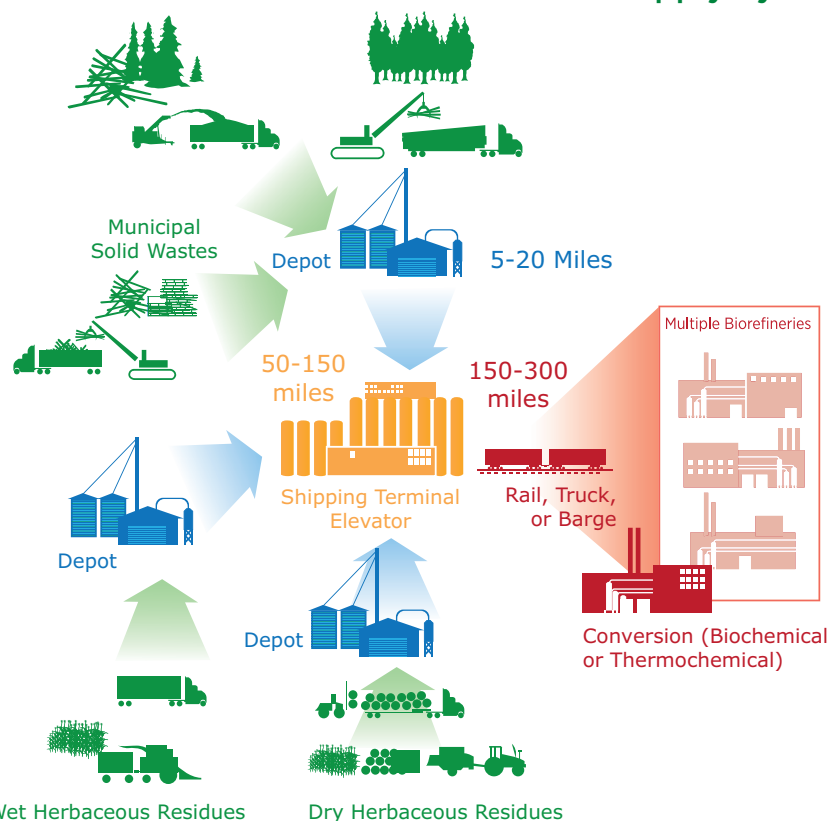 Municipal
Solid Wastes
Depot
5-20 Miles
Multiple Biorefineries
50-150
miles
150-300
miles
Shipping Terminal
Elevator
Rail, Truck,
or Barge
Depot
Depot
Conversion (Biochemical
or Thermochemical)
Wet Herbaceous Residues
Dry Herbaceous Residues